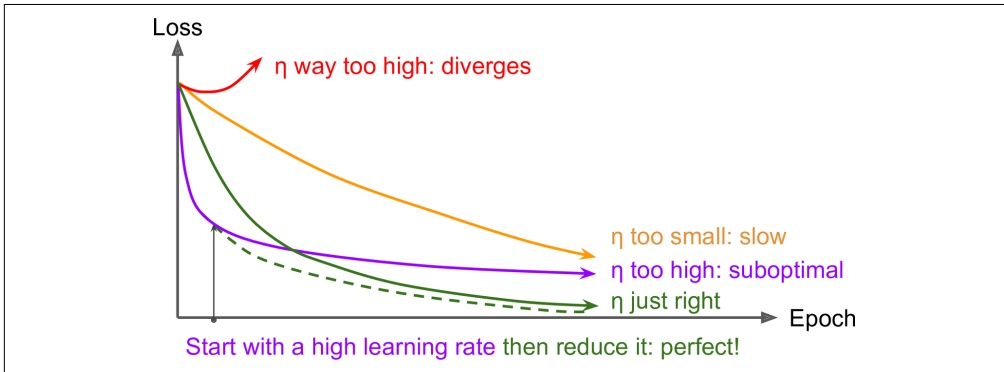 Loss
η way too high: diverges
η too small: slow
η too high: suboptimal
η just right
Epoch
Start with a high learning rate then reduce it: perfect!